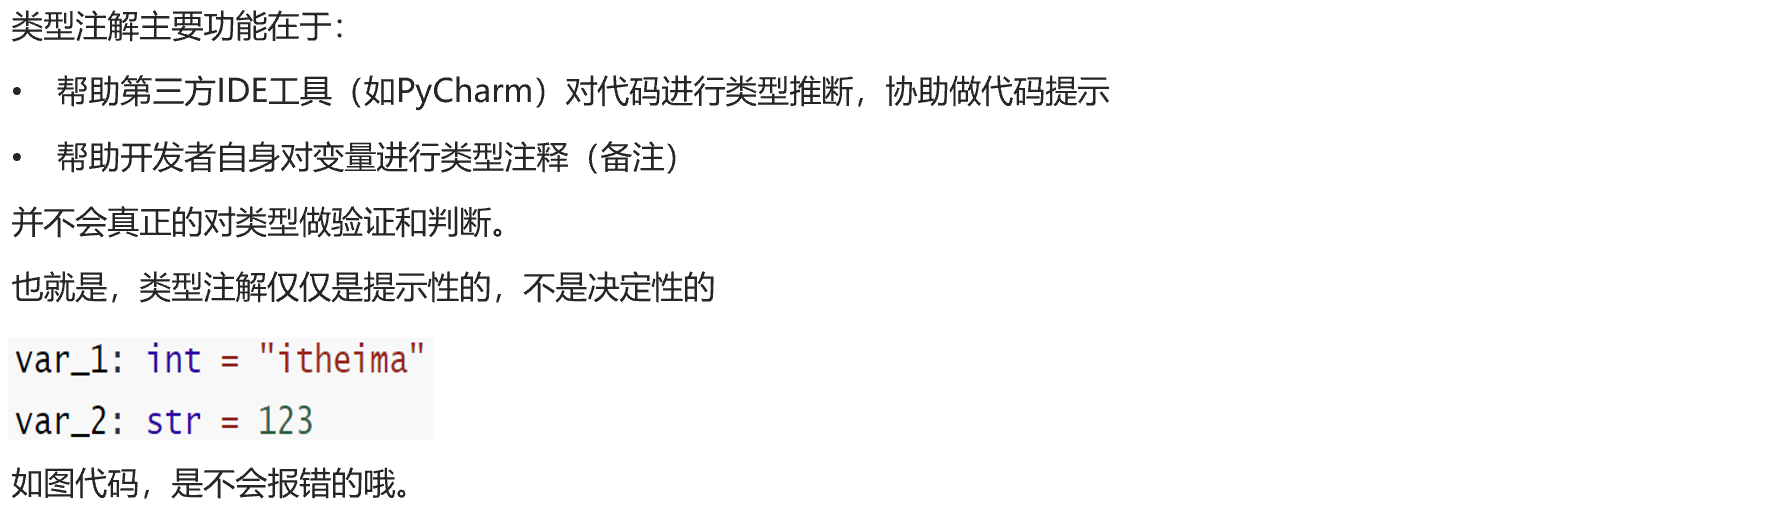 类型注解主要功能在于：
• 帮助第三方IDE工具（如PyCharm）对代码进行类型推断，协助做代码提示
• 帮助开发者自身对变量进行类型注释（备注）
并不会真正的对类型做验证和判断。
也就是，类型注解仅仅是提示性的，不是决定性的
var_1: int = "itheima"
var_2: str = 123
如图代码，是不会报错的哦。